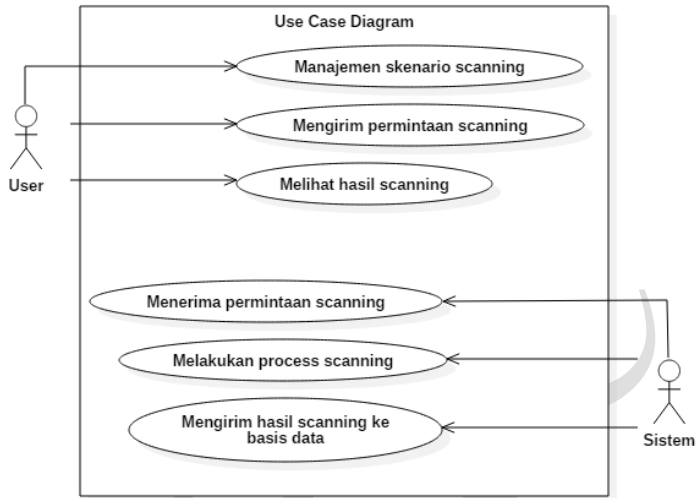 Use Case Diagram
Manajemen skenario scanning
Mengirim permintaan scanning
User
Melihat hasil scanning
Menerima permintaan scanning
Melakukan process scanning
Mengirim hasil scanning ke
basis data
Sistem